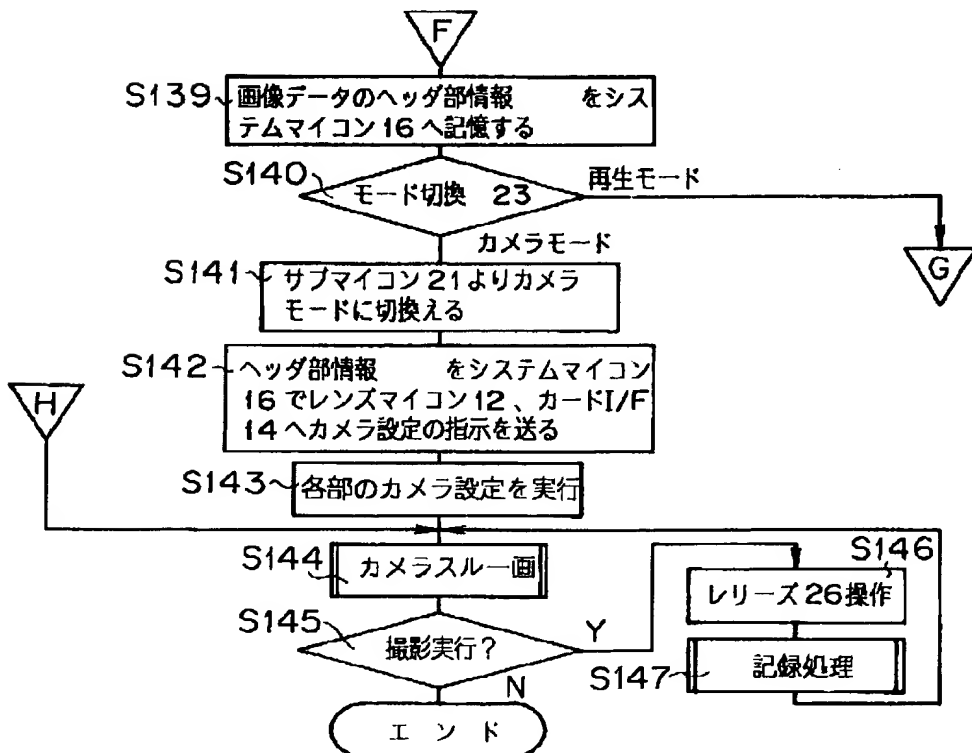 F
S139
画像データのヘッダ部情報 をシス
テムマイコン16へ記憶する
S140
モード切換 23
再生モード
カメラモード
G
S141
サブマイコン21よりカメラ
モードに切換える
S142
ヘッダ部情報 をシステムマイコン
16でレンズマイコン12、カードI/F
14へカメラ設定の指示を送る
H
S143
各部のカメラ設定を実行
S144
カメラスルー画
S145
撮影実行?
Y
N
S146
レリーズ26操作
S147
記録処理
エンド